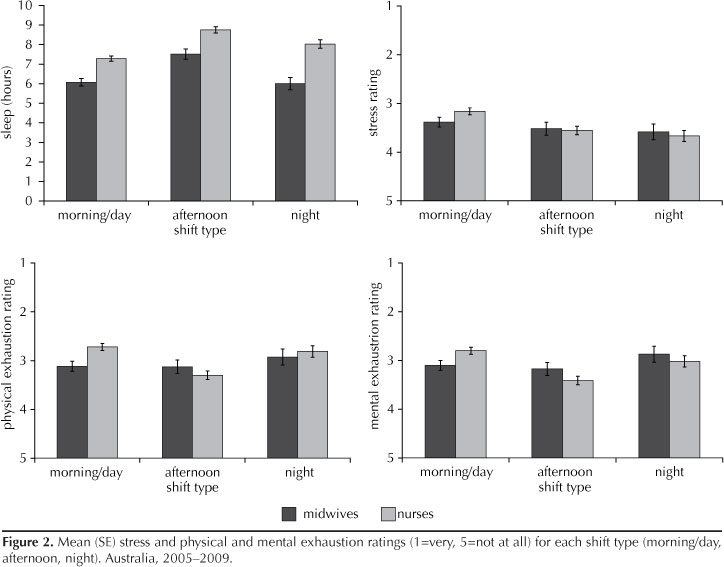 10
9
8
7
6
5
4
3
2
1
0
sleep (hours)
morning/day afternoon night
shift type
1
2
3
4
5
stress rating
morning/day afternoon night
shift type
1
2
3
4
5
physical exhaustion rating
morning/day afternoon night
shift type
1
2
3
4
5
mental exhaustrion rating
morning/day afternoon night
shift type
midwives nurses
Figure 2. Mean (SE) stress and physical and mental exhaustion ratings (1=very, 5=not at all) for each shift type (morning/day,
afternoon, night). Australia, 2005–2009.